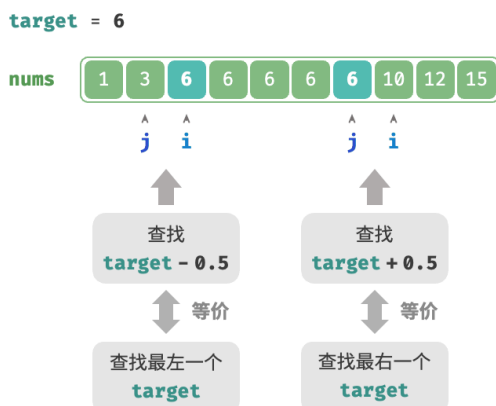 target = 6
nums 1 3 6 6 6 6 6 10 12 15
j i j i
查找 查找
target - 0.5 target + 0.5
等价 等价
查找最左一个 查找最右一个
target target